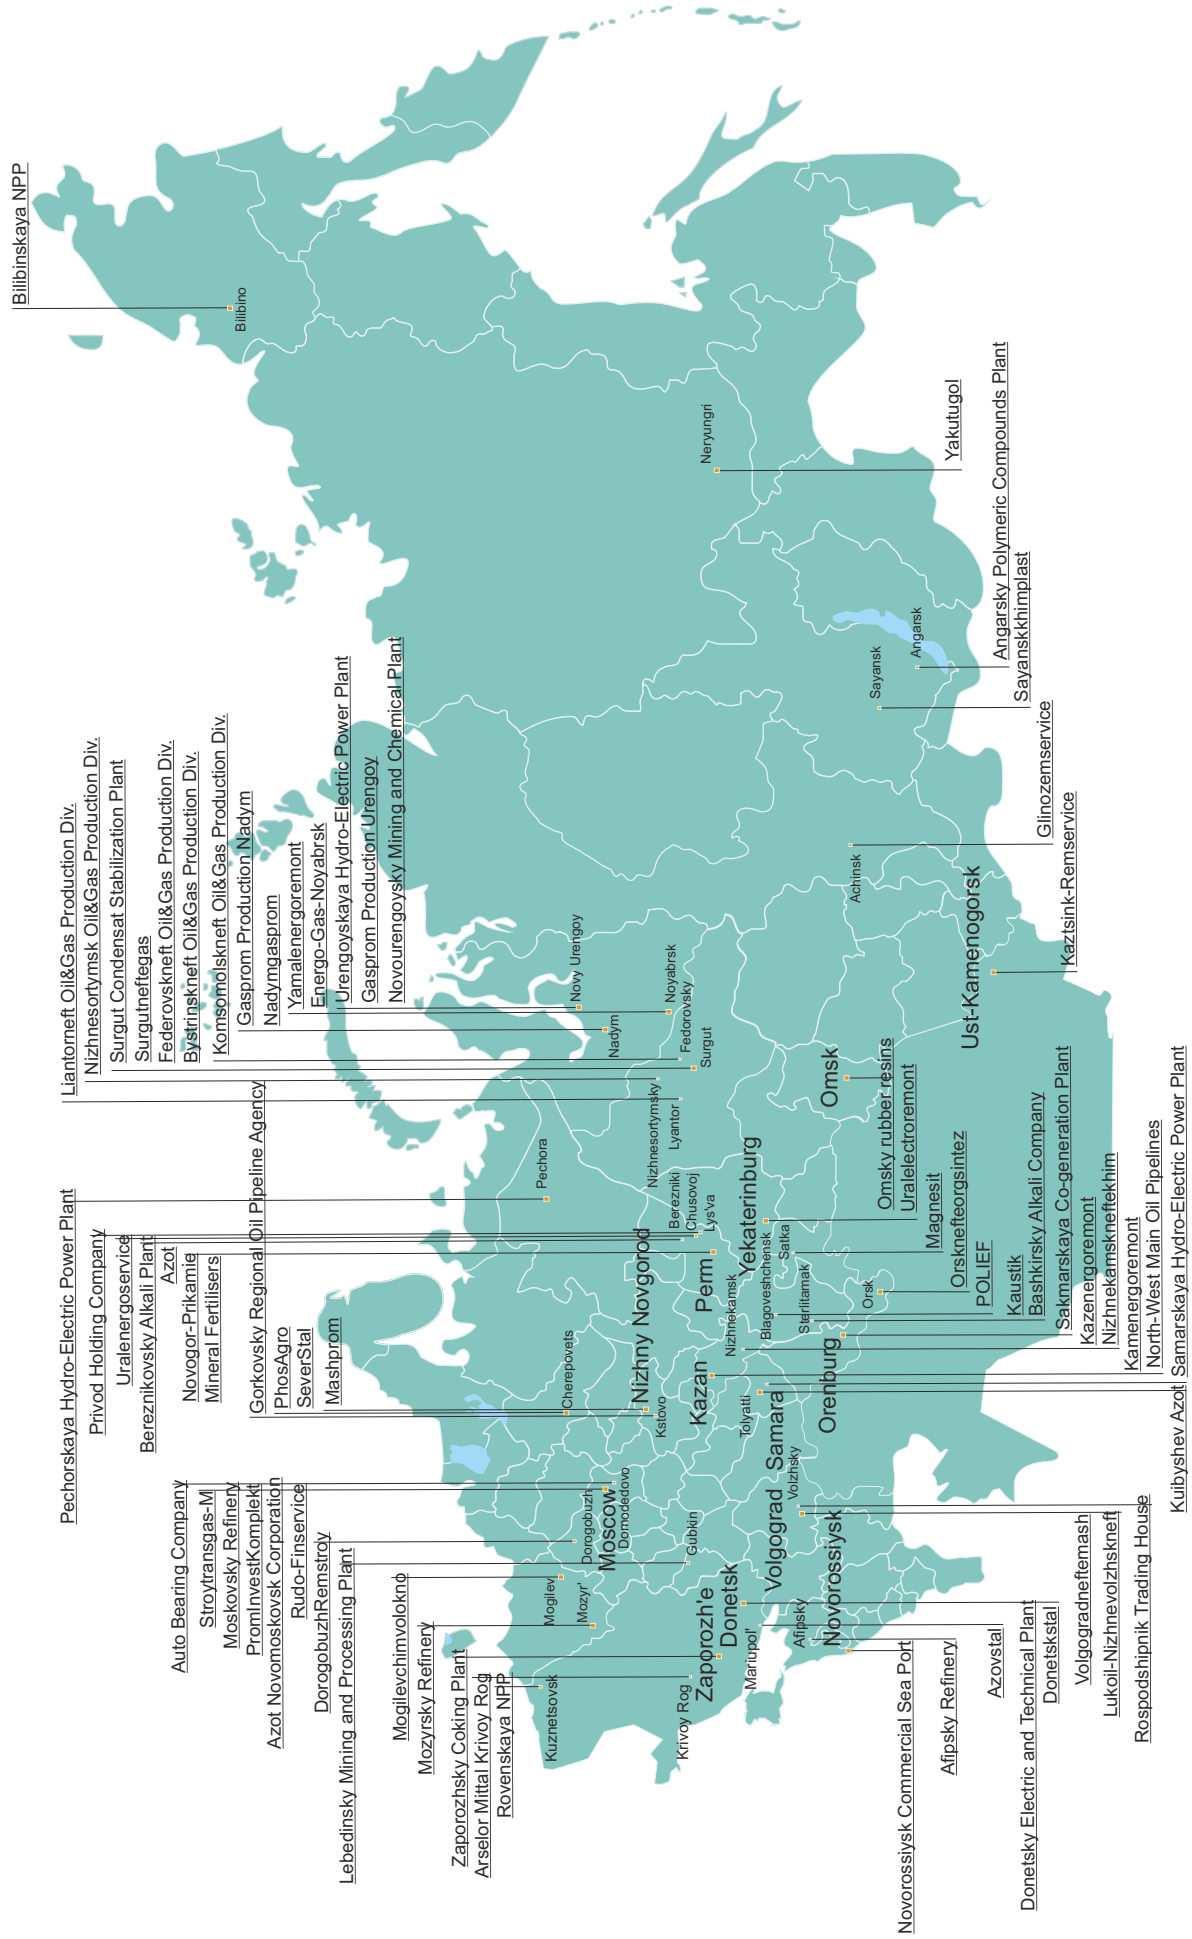 Bilibinskaya NPP
Bilibino
Neryungri
Yakutugol
Angarsky Polymeric Compounds Plant
Sayanskkhimplast
Angarsk
Sayansk
Glinozemservice
Achinsk
Kaztsink-Remservice
Ust-Kamenogorsk
Liantorneft Oil&Gas Production Div.
Nizhnesortymsk Oil&Gas Production Div.
Surgut Condensat Stabilization Plant
Surgutneftegas
Federovskneft Oil&Gas Production Div.
Bystrinskneft Oil&Gas Production Div.
Komsomolskneft Oil&Gas Production Div.
Gasprom Production Nadym
Nadymgasprom
Yamalenergoremont
Energo-Gas-Noyabrsk
Urengoyskaya Hydro-Electric Power Plant
Gasprom Production Urengoy
Novourengoysky Mining and Chemical Plant
Novy Urengoy
Nadym
Noyabrsk
Fedorovsky
Surgut
Nizhnesortymsky
Lyantor
Omsk
Omsky rubber resins
Uralelectroremont
Magnesit
Orsknefteorgsintez
POLIEF
Kaustik
Bashkirsky Alkali Company
Sakmarskaya Co-generation Plant
Kazenergoremont
Nizhnekamskneftekhim
Kamenergoremont
North-West Main Oil Pipelines
Samarskaya Hydro-Electric Power Plant
Kuibyshev Azot
Pechorskaya Hydro-Electric Power Plant
Privod Holding Company
Uralenergoservice
Bereznikovsky Alkali Plant
Azot
Novogor-Prikamie
Mineral Fertilisers
Gorkovsky Regional Oil Pipeline Agency
PhosAgro
SeverStal
Mashprom
Pechora
Berezniki
Chusovoj
Lys'va
Perm
Yekaterinburg
Satka
Blagoveshchensk
Sterlitamak
Orsk
Nizhnekamsk
Orenburg
Kazan
Nizhny Novgorod
Kstovo
Cherepovets
Tolyatti
Samara
Volzhsky
Volgograd
Auto Bearing Company
Stroytransgas-M
Moskovsky Refinery
PromInvestKomplekt
Azot Novomoskovsk Corporation
Rudo-Finservice
DorogobuzhRemstroy
Lebedinsky Mining and Processing Plant
Mogilevchimvolokno
Mozyrsky Refinery
Zaporozhsky Coking Plant
Arselor Mittal Krivoy Rog
Rovenskaya NPP
Dorogobuzh
Moscow
Domodedovo
Gubkin
Mogilev
Mozyr'
Kuznetsovsk
Krivoy Rog
Zaporozh'e
Donetsk
Mariupol'
Afipsky
Novorossiysk
Novorossiysk Commercial Sea Port
Afipsky Refinery
Azovstal
Donetsky Electric and Technical Plant
Donetskstal
Volgogradneftemash
Lukoil-Nizhnevolzhskneft
Rospodshipnik Trading House